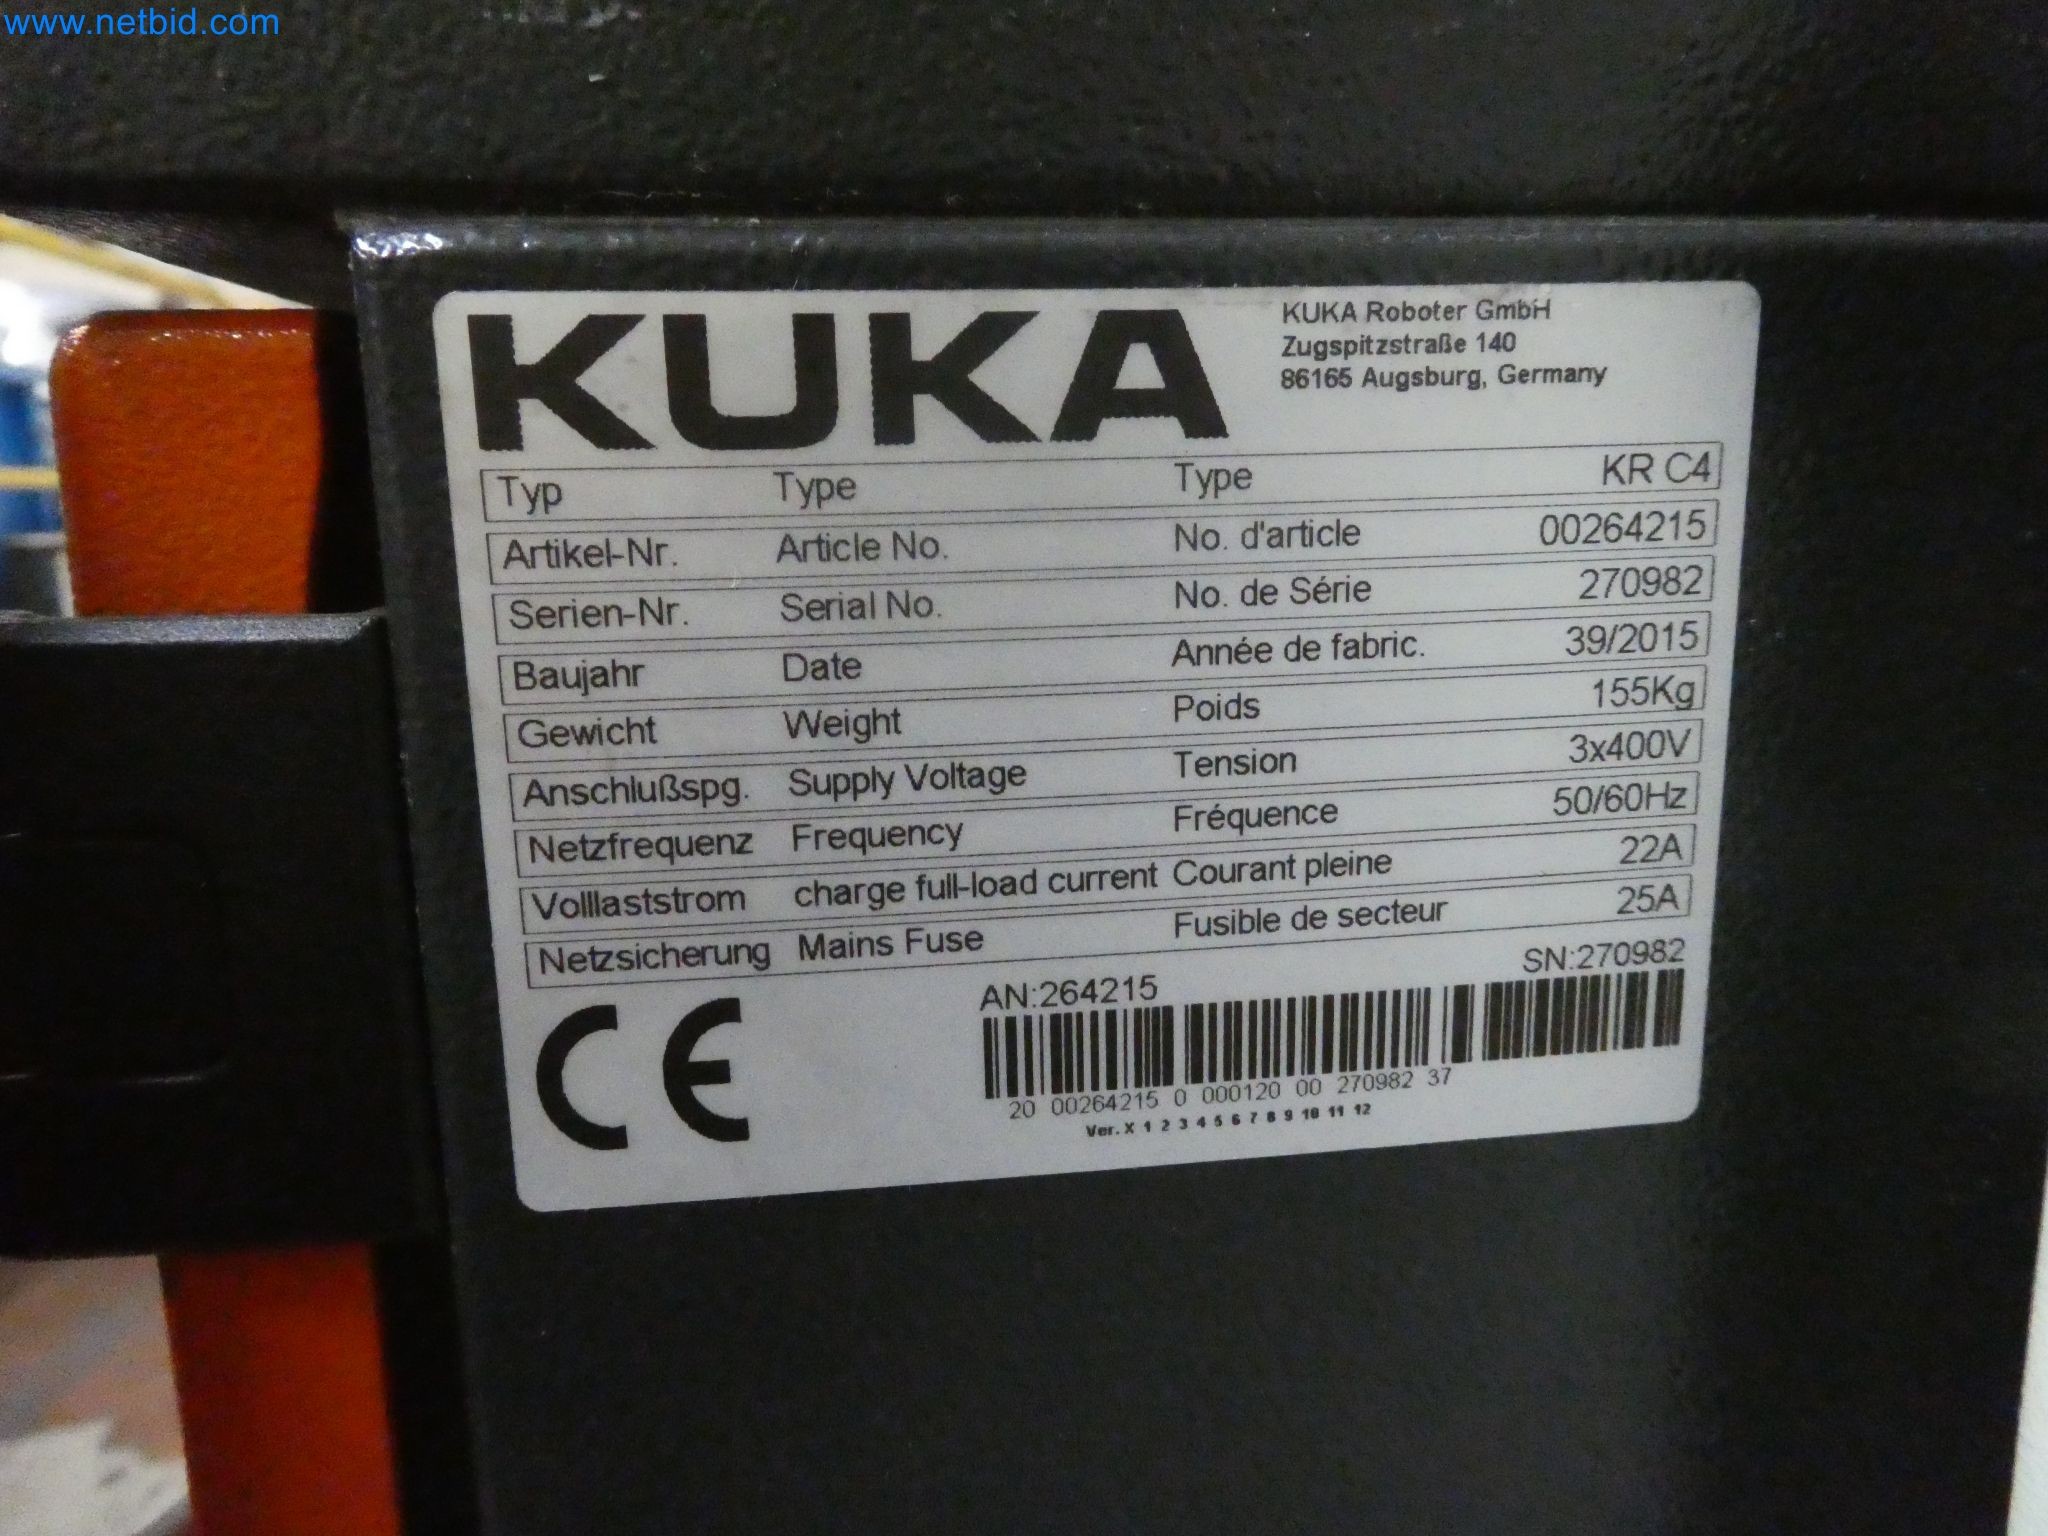 www.netbid.com
KUKA
KUKA Roboter GmbH
Zugspitzstraße 140
86165 Augsburg, Germany
Typ Type Type KR C4
Artikel-Nr. Article No. No. d'article 00264215
Serien-Nr. Serial No. No. de Série 270982
Baujahr Date Année de fabric. 39/2015
Gewicht Weight Poids 155Kg
Anschlußspg. Supply Voltage Tension 3x400V
Netzfrequenz Frequency Fréquence 50/60Hz
Volllaststrom charge full-load current Courant pleine 22A
Netzsicherung Mains Fuse Fusible de secteur 25A
CE
AN:264215 SN:270982
20 00264215 0 000120 00 270982 37
Ver. X 1 2 3 4 5 6 7 8 9 10 11 12